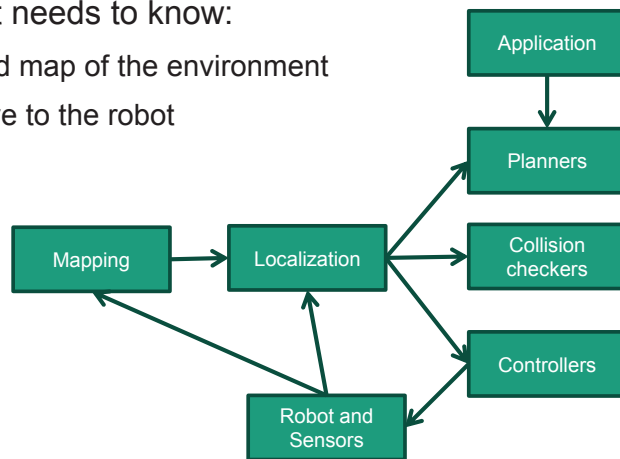 needs to know:
d map of the environment
e to the robot
Application
Planners
Mapping
Localization
Collision
checkers
Controllers
Robot and
Sensors